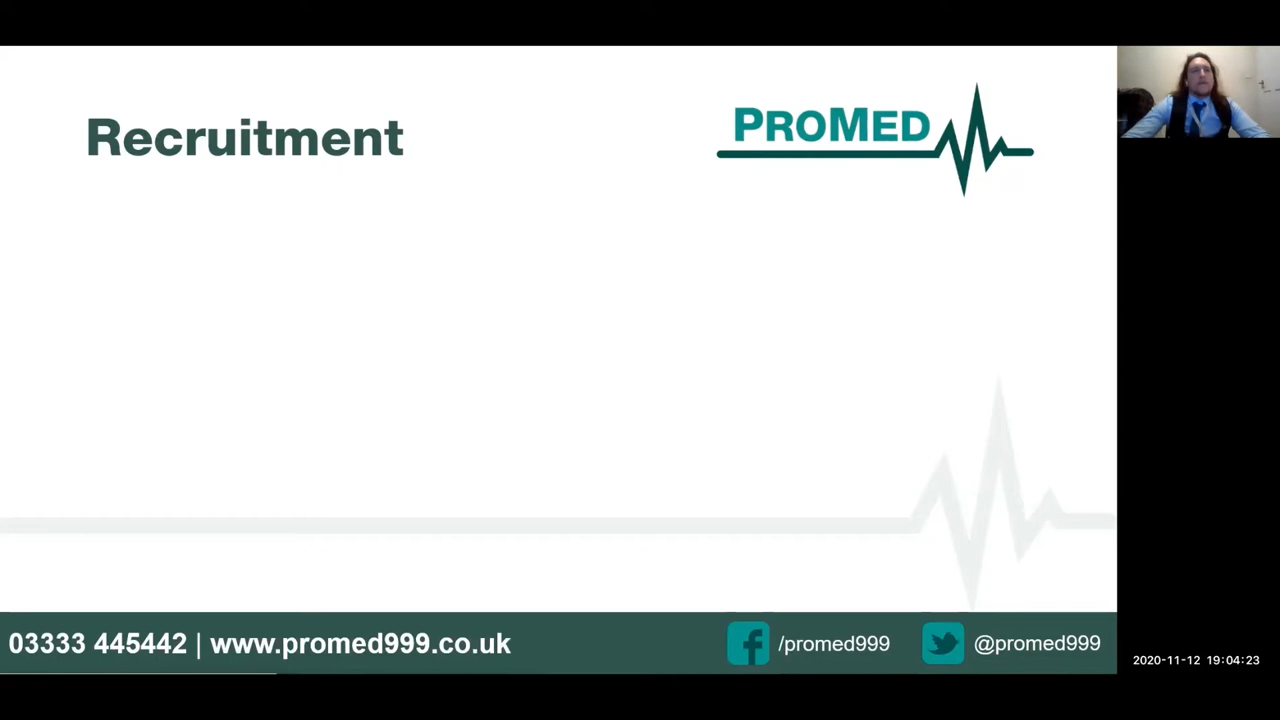 Recruitment
PROMED
03333 445442 | www.promed999.co.uk
/promed999
@promed999
2020-11-12 19:04:23